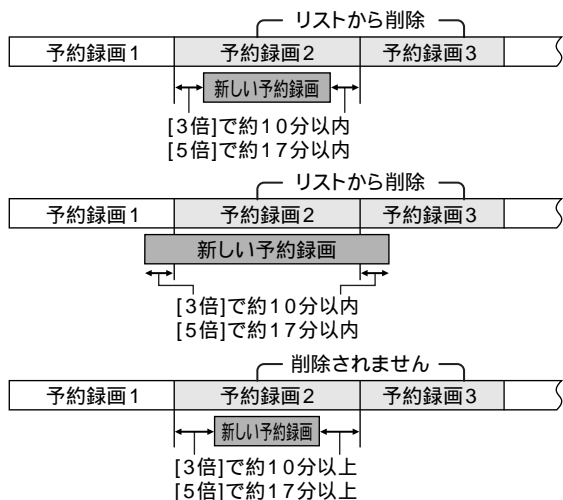 リストから削除
予約録画1 予約録画2 予約録画3
新しい予約録画
[3倍]で約10分以内
[5倍]で約17分以内
リストから削除
予約録画1 予約録画2 予約録画3
新しい予約録画
[3倍]で約10分以内
[5倍]で約17分以内
削除されません
予約録画1 予約録画2 予約録画3
新しい予約録画
[3倍]で約10分以上
[5倍]で約17分以上